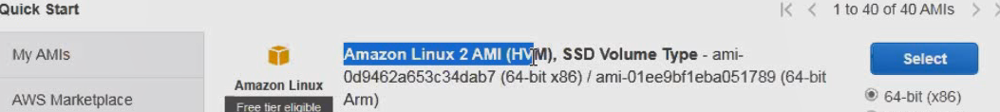 Quick Start
1 to 40 of 40 AMIs
My AMIs
AWS Marketplace
Amazon Linux
Free tier eligible
Amazon Linux 2 AMI (HVM), SSD Volume Type - ami-
0d9462a653c34dab7 (64-bit x86) / ami-01ee9bf1eba051789 (64-bit
Arm)
Select
64-bit (x86)